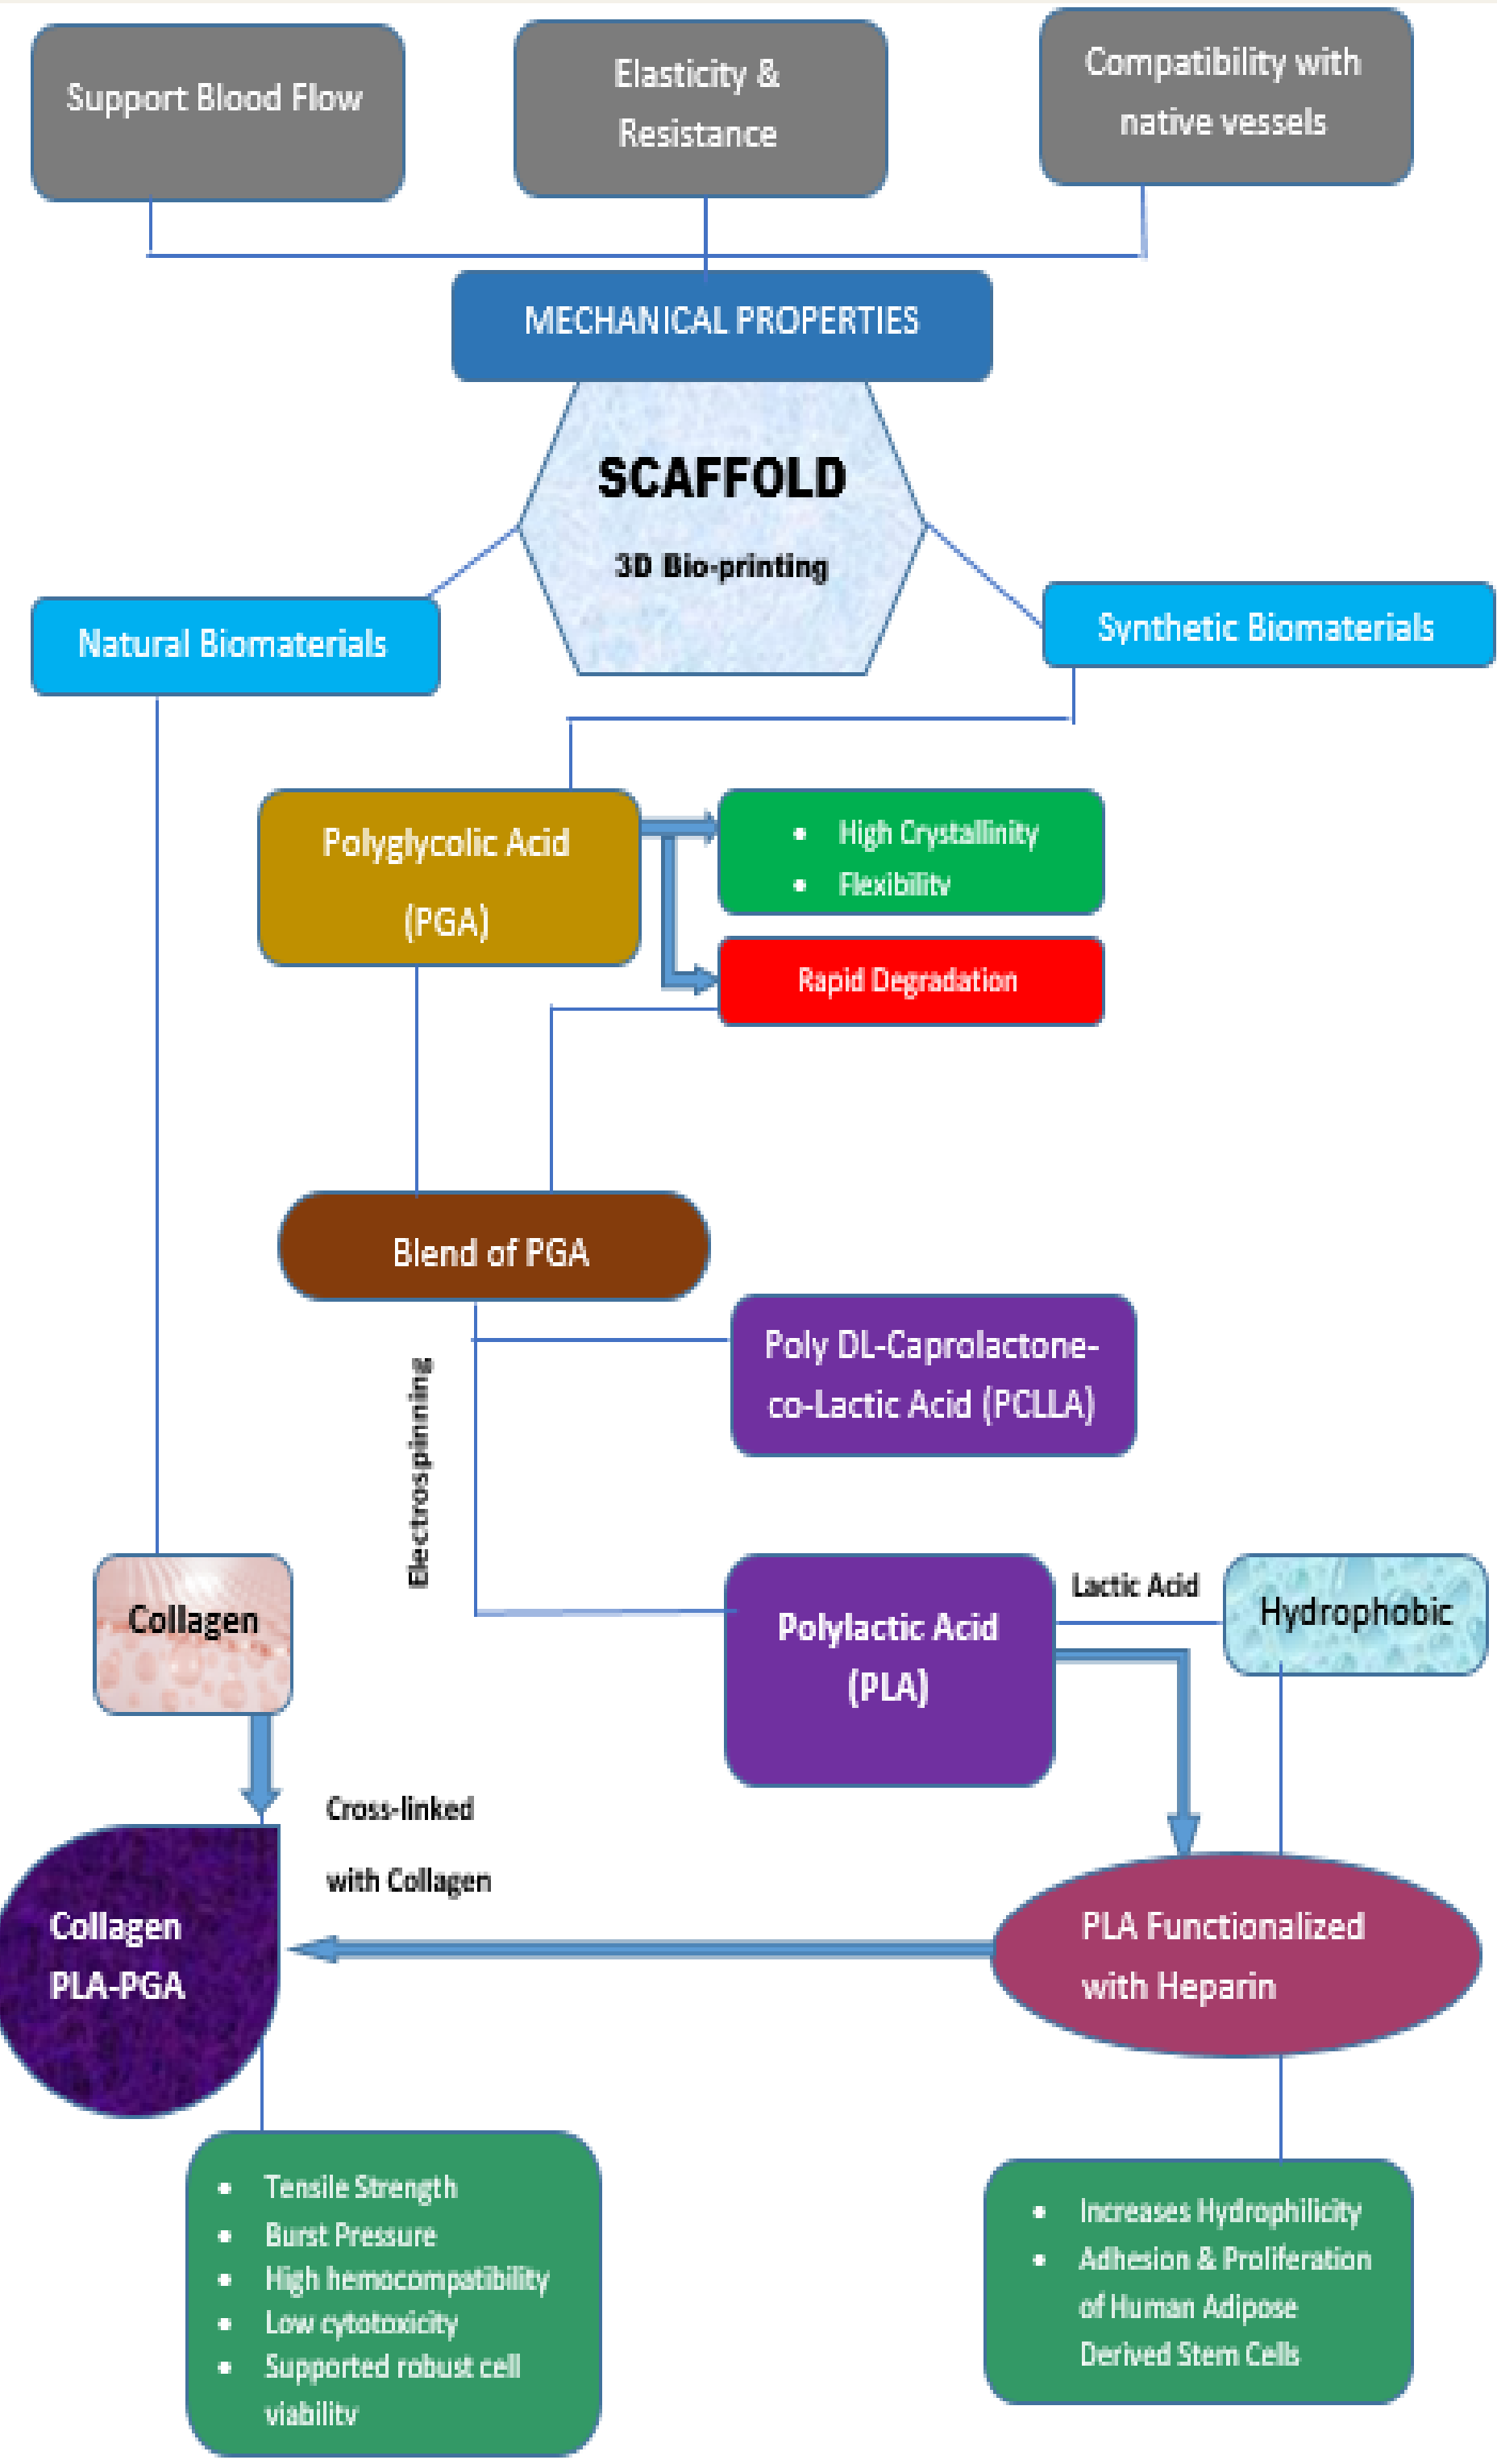 Support Blood Flow
Elasticity &
Resistance
Compatibility with
native vessels
MECHANICAL PROPERTIES
SCAFFOLD
3D Bio-printing
Natural Biomaterials
Synthetic Biomaterials
Polyglycolic Acid
(PGA)
• High Crystallinity
• Flexibility
Rapid Degradation
Blend of PGA
Poly DL-Caprolactone-
co-Lactic Acid (PCLLA)
Electrospinning
Collagen
Polylactic Acid
(PLA)
Lactic Acid
Hydrophobic
Cross-linked
with Collagen
Collagen
PLA-PGA
PLA Functionalized
with Heparin
• Tensile Strength
• Burst Pressure
• High hemocompatibility
• Low cytotoxicity
• Supported robust cell
viability
• Increases Hydrophilicity
• Adhesion & Proliferation
of Human Adipose
Derived Stem Cells